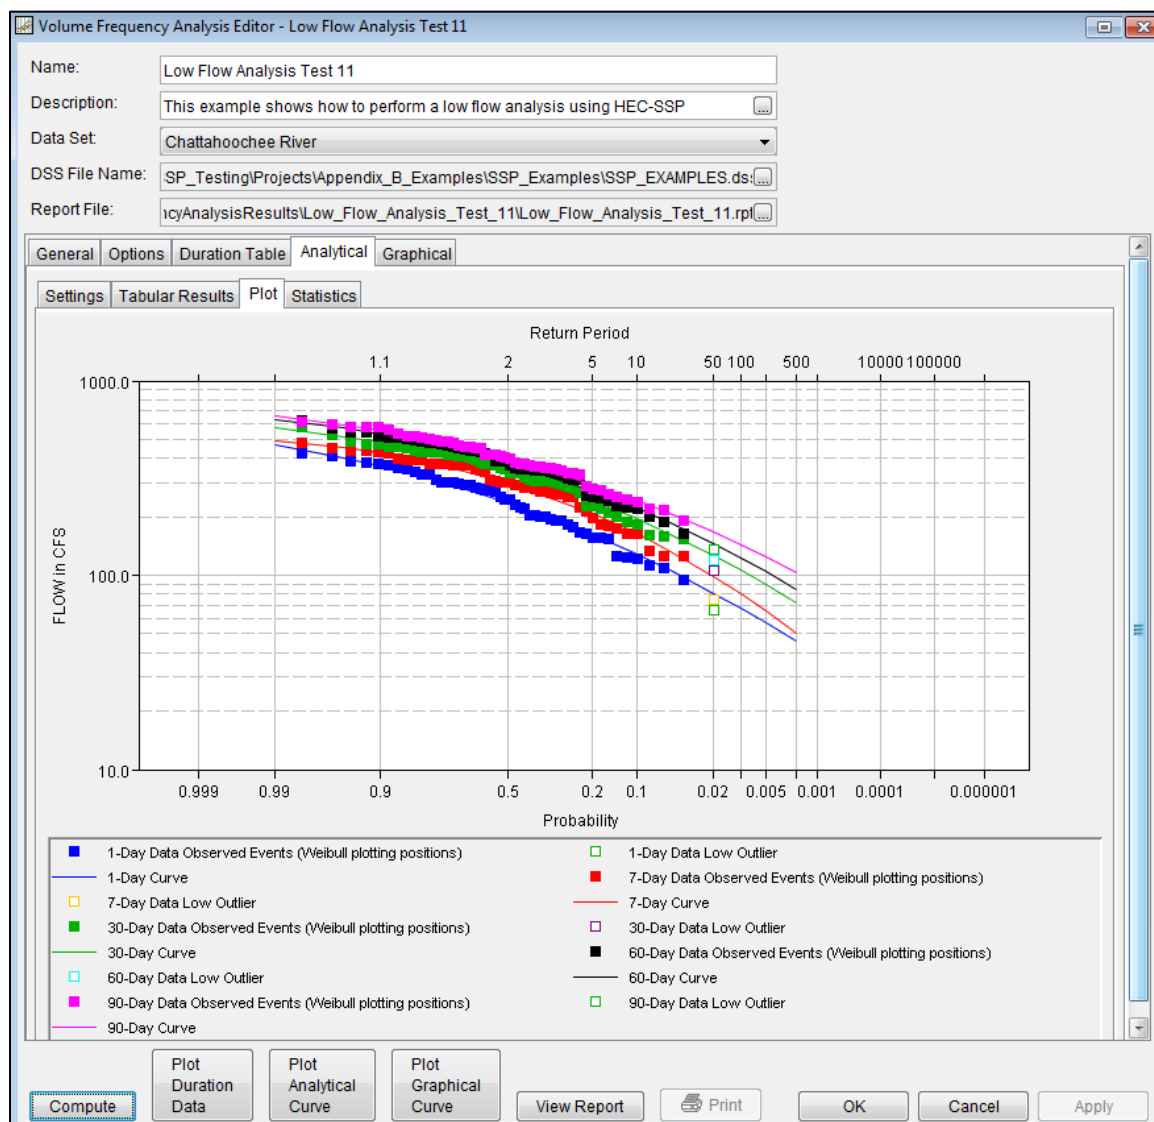 Volume Frequency Analysis Editor - Low Flow Analysis Test 11
Name: Low Flow Analysis Test 11
Description: This example shows how to perform a low flow analysis using HEC-SSP ...
Data Set: Chattahoochee River
DSS File Name: SP_Testing\Projects\Appendix_B_Examples\SSP_Examples\SSP_EXAMPLES.ds ...
Report File: ncyAnalysisResults\Low_Flow_Analysis_Test_11\Low_Flow_Analysis_Test_11.rpt ...
General Options Duration Table Analytical Graphical
Settings Tabular Results Plot Statistics
Return Period
1.1 2 5 10 50 100 500 10000 100000
1000.0
100.0
10.0
FLOW in CFS
0.999 0.99 0.9 0.5 0.2 0.1 0.02 0.005 0.001 0.0001 0.000001
Probability
1-Day Data Observed Events (Weibull plotting positions) 1-Day Data Low Outlier
1-Day Curve 7-Day Data Observed Events (Weibull plotting positions)
7-Day Data Low Outlier 7-Day Curve
30-Day Data Observed Events (Weibull plotting positions) 30-Day Data Low Outlier
30-Day Curve 60-Day Data Observed Events (Weibull plotting positions)
60-Day Data Low Outlier 60-Day Curve
90-Day Data Observed Events (Weibull plotting positions) 90-Day Data Low Outlier
90-Day Curve
Compute
Plot Duration Data
Plot Analytical Curve
Plot Graphical Curve
View Report Print OK Cancel Apply